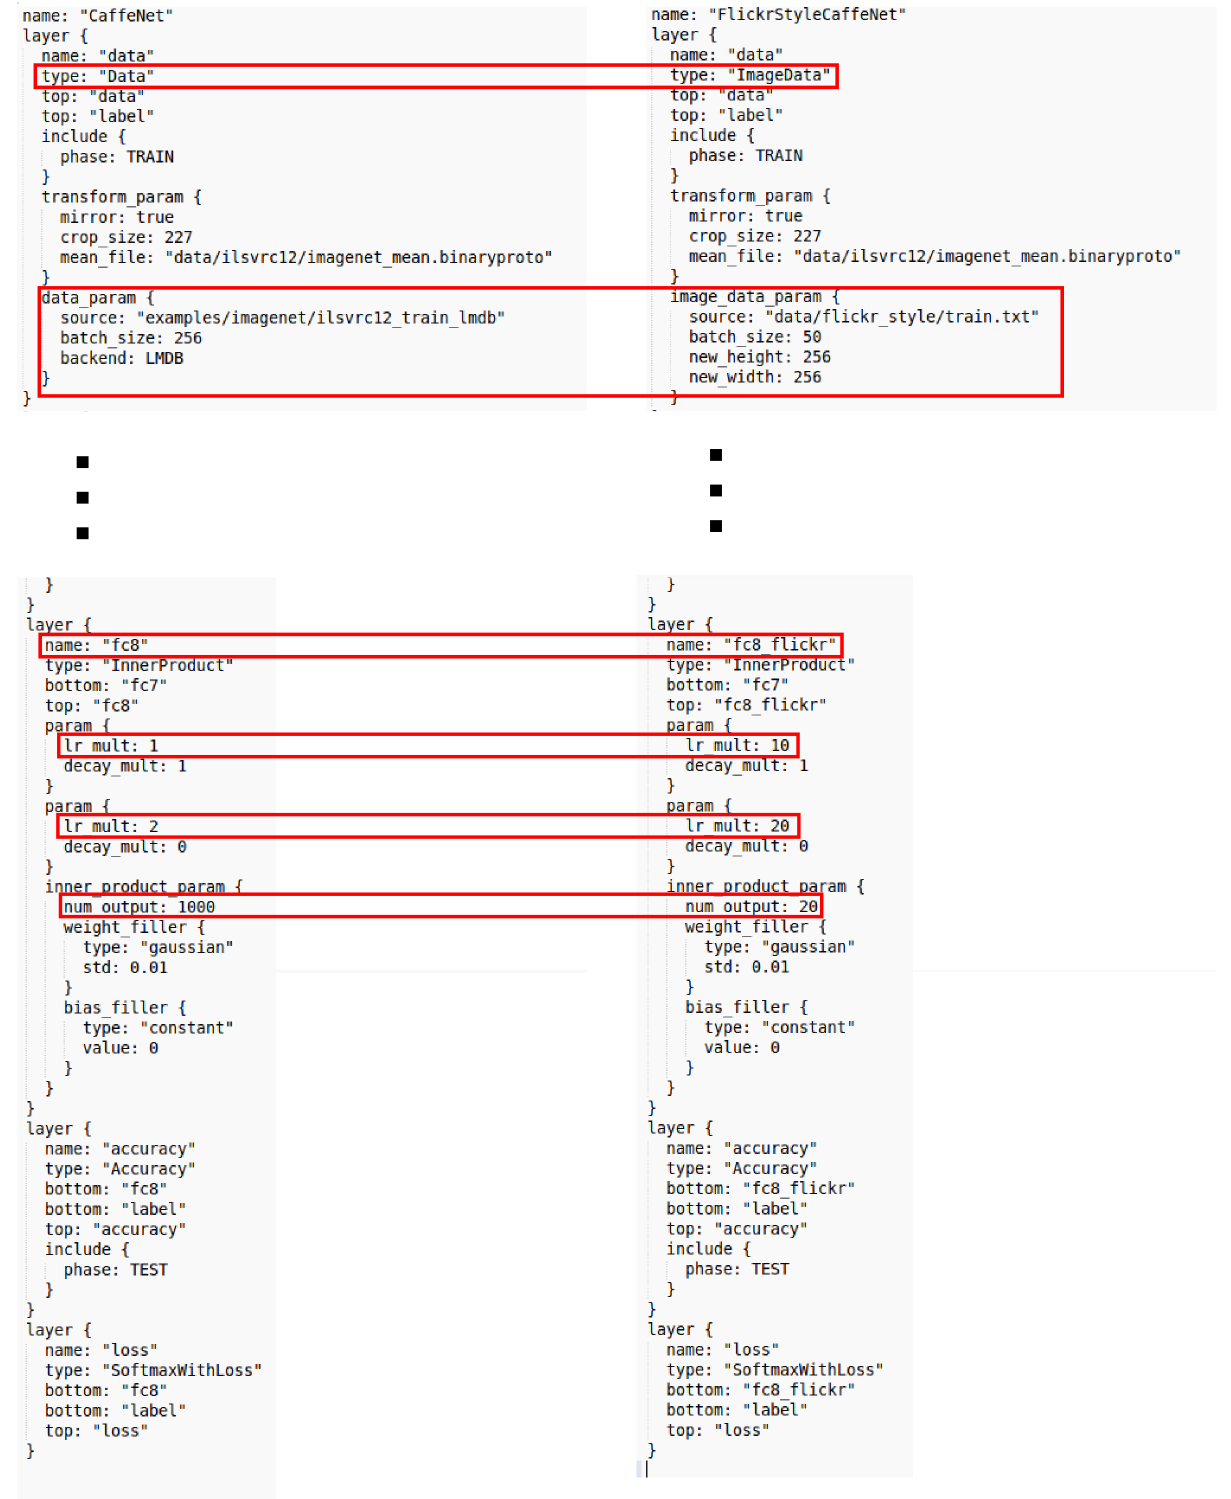 name: "CaffeNet"
layer {
  name: "data"
  type: "Data"
  top: "data"
  top: "label"
  include {
    phase: TRAIN
  }
  transform_param {
    mirror: true
    crop_size: 227
    mean_file: "data/ilsvrc12/imagenet_mean.binaryproto"
  }
  data_param {
    source: "examples/imagenet/ilsvrc12_train_lmdb"
    batch_size: 256
    backend: LMDB
  }
}
  }
}
layer {
  name: "fc8"
  type: "InnerProduct"
  bottom: "fc7"
  top: "fc8"
  param {
    lr_mult: 1
    decay_mult: 1
  }
  param {
    lr_mult: 2
    decay_mult: 0
  }
  inner_product_param {
    num_output: 1000
    weight_filler {
      type: "gaussian"
      std: 0.01
    }
    bias_filler {
      type: "constant"
      value: 0
    }
  }
}
layer {
  name: "accuracy"
  type: "Accuracy"
  bottom: "fc8"
  bottom: "label"
  top: "accuracy"
  include {
    phase: TEST
  }
}
layer {
  name: "loss"
  type: "SoftmaxWithLoss"
  bottom: "fc8"
  bottom: "label"
  top: "loss"
}
name: "FlickrStyleCaffeNet"
layer {
  name: "data"
  type: "ImageData"
  top: "data"
  top: "label"
  include {
    phase: TRAIN
  }
  transform_param {
    mirror: true
    crop_size: 227
    mean_file: "data/ilsvrc12/imagenet_mean.binaryproto"
  }
  image_data_param {
    source: "data/flickr_style/train.txt"
    batch_size: 50
    new_height: 256
    new_width: 256
  }
  }
}
layer {
  name: "fc8_flickr"
  type: "InnerProduct"
  bottom: "fc7"
  top: "fc8_flickr"
  param {
    lr_mult: 10
    decay_mult: 1
  }
  param {
    lr_mult: 20
    decay_mult: 0
  }
  inner_product_param {
    num_output: 20
    weight_filler {
      type: "gaussian"
      std: 0.01
    }
    bias_filler {
      type: "constant"
      value: 0
    }
  }
}
layer {
  name: "accuracy"
  type: "Accuracy"
  bottom: "fc8_flickr"
  bottom: "label"
  top: "accuracy"
  include {
    phase: TEST
  }
}
layer {
  name: "loss"
  type: "SoftmaxWithLoss"
  bottom: "fc8_flickr"
  bottom: "label"
  top: "loss"
}